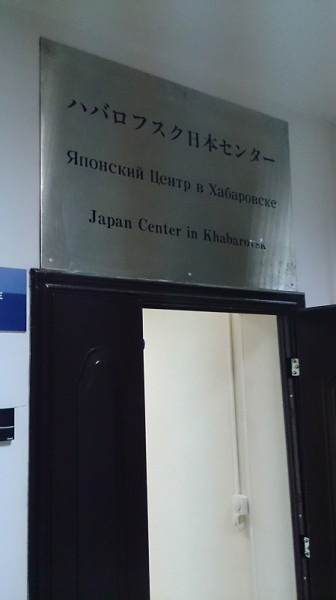 ハバロフスク日本センター
Японский Центр в Хабаровске
Japan Center in Khabarovsk